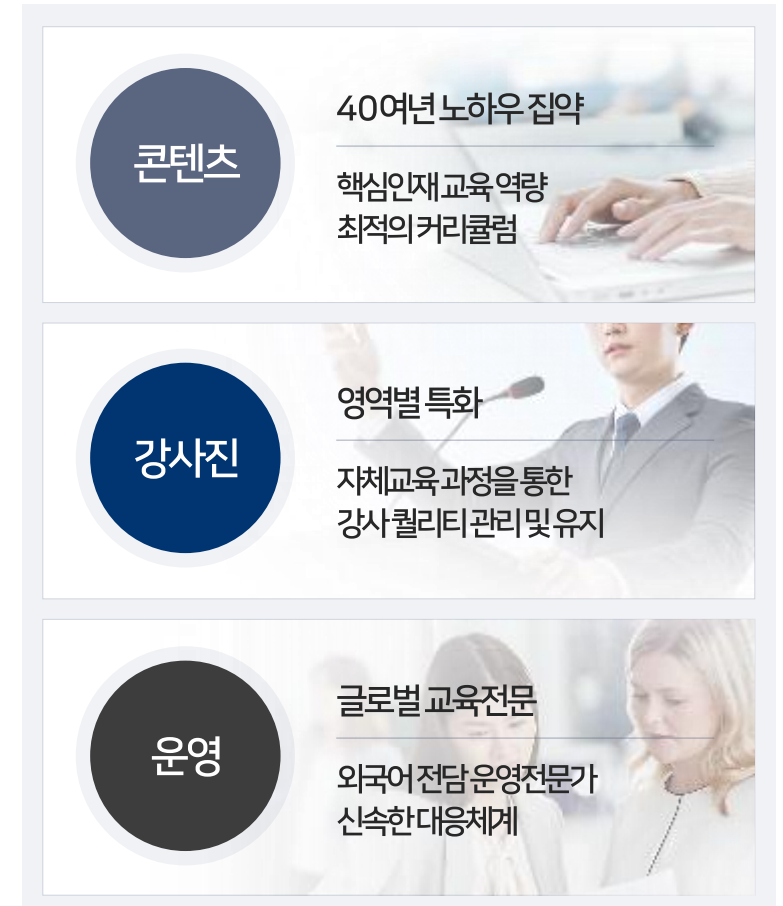 콘텐츠
40여년 노하우 집약
핵심인재 교육 역량
최적의 커리큘럼
강사진
영역별 특화
자체교육 과정을 통한
강사 퀄리티 관리 및 유지
운영
글로벌 교육전문
외국어 전담 운영전문가
신속한 대응체계